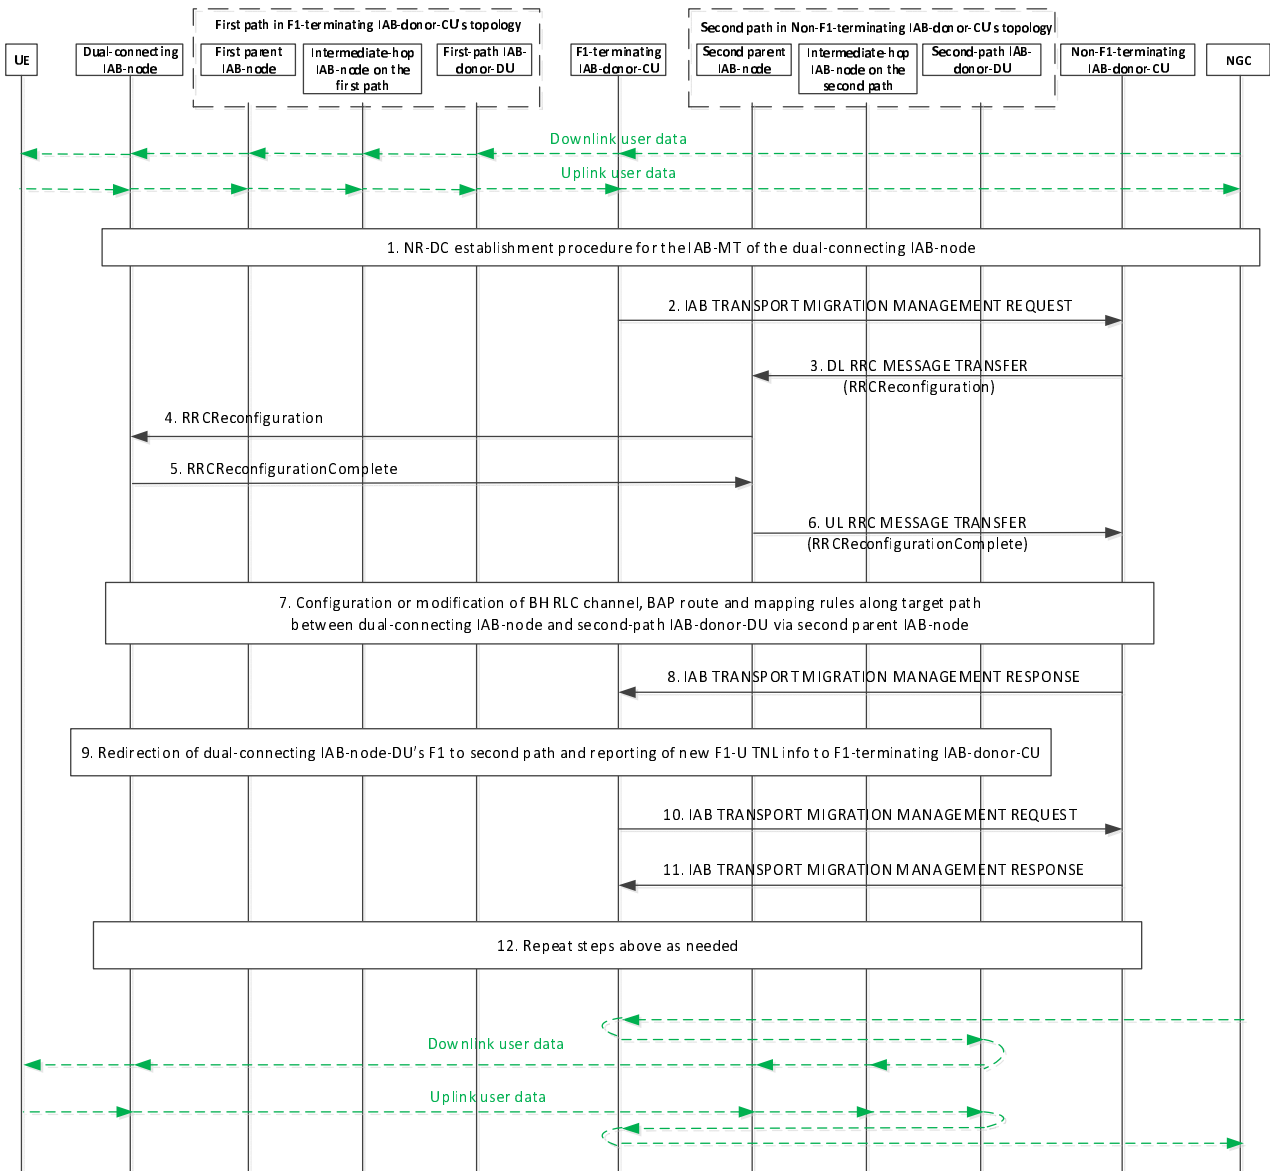 First path in F1-terminating IAB-donor-CU's topology
Second path in Non-F1-terminating IAB-donor-CU's topology
UE
Dual-connecting
IAB-node
First parent
IAB-node
Intermediate-hop
IAB-node on the
first path
First-path IAB-
donor-DU
F1-terminating
IAB-donor-CU
Second parent
IAB-node
Intermediate-hop
IAB-node on the
second path
Second-path IAB-
donor-DU
Non-F1-terminating
IAB-donor-CU
NGC
Downlink user data
Uplink user data
1. NR-DC establishment procedure for the IAB-MT of the dual-connecting IAB-node
2. IAB TRANSPORT MIGRATION MANAGEMENT REQUEST
3. DL RRC MESSAGE TRANSFER
(RRCReconfiguration)
4. RRCReconfiguration
5. RRCReconfigurationComplete
6. UL RRC MESSAGE TRANSFER
(RRCReconfigurationComplete)
7. Configuration or modification of BH RLC channel, BAP route and mapping rules along target path
between dual-connecting IAB-node and second-path IAB-donor-DU via second parent IAB-node
8. IAB TRANSPORT MIGRATION MANAGEMENT RESPONSE
9. Redirection of dual-connecting IAB-node-DU's F1 to second path and reporting of new F1-U TNL info to F1-terminating IAB-donor-CU
10. IAB TRANSPORT MIGRATION MANAGEMENT REQUEST
11. IAB TRANSPORT MIGRATION MANAGEMENT RESPONSE
12. Repeat steps above as needed
Downlink user data
Uplink user data